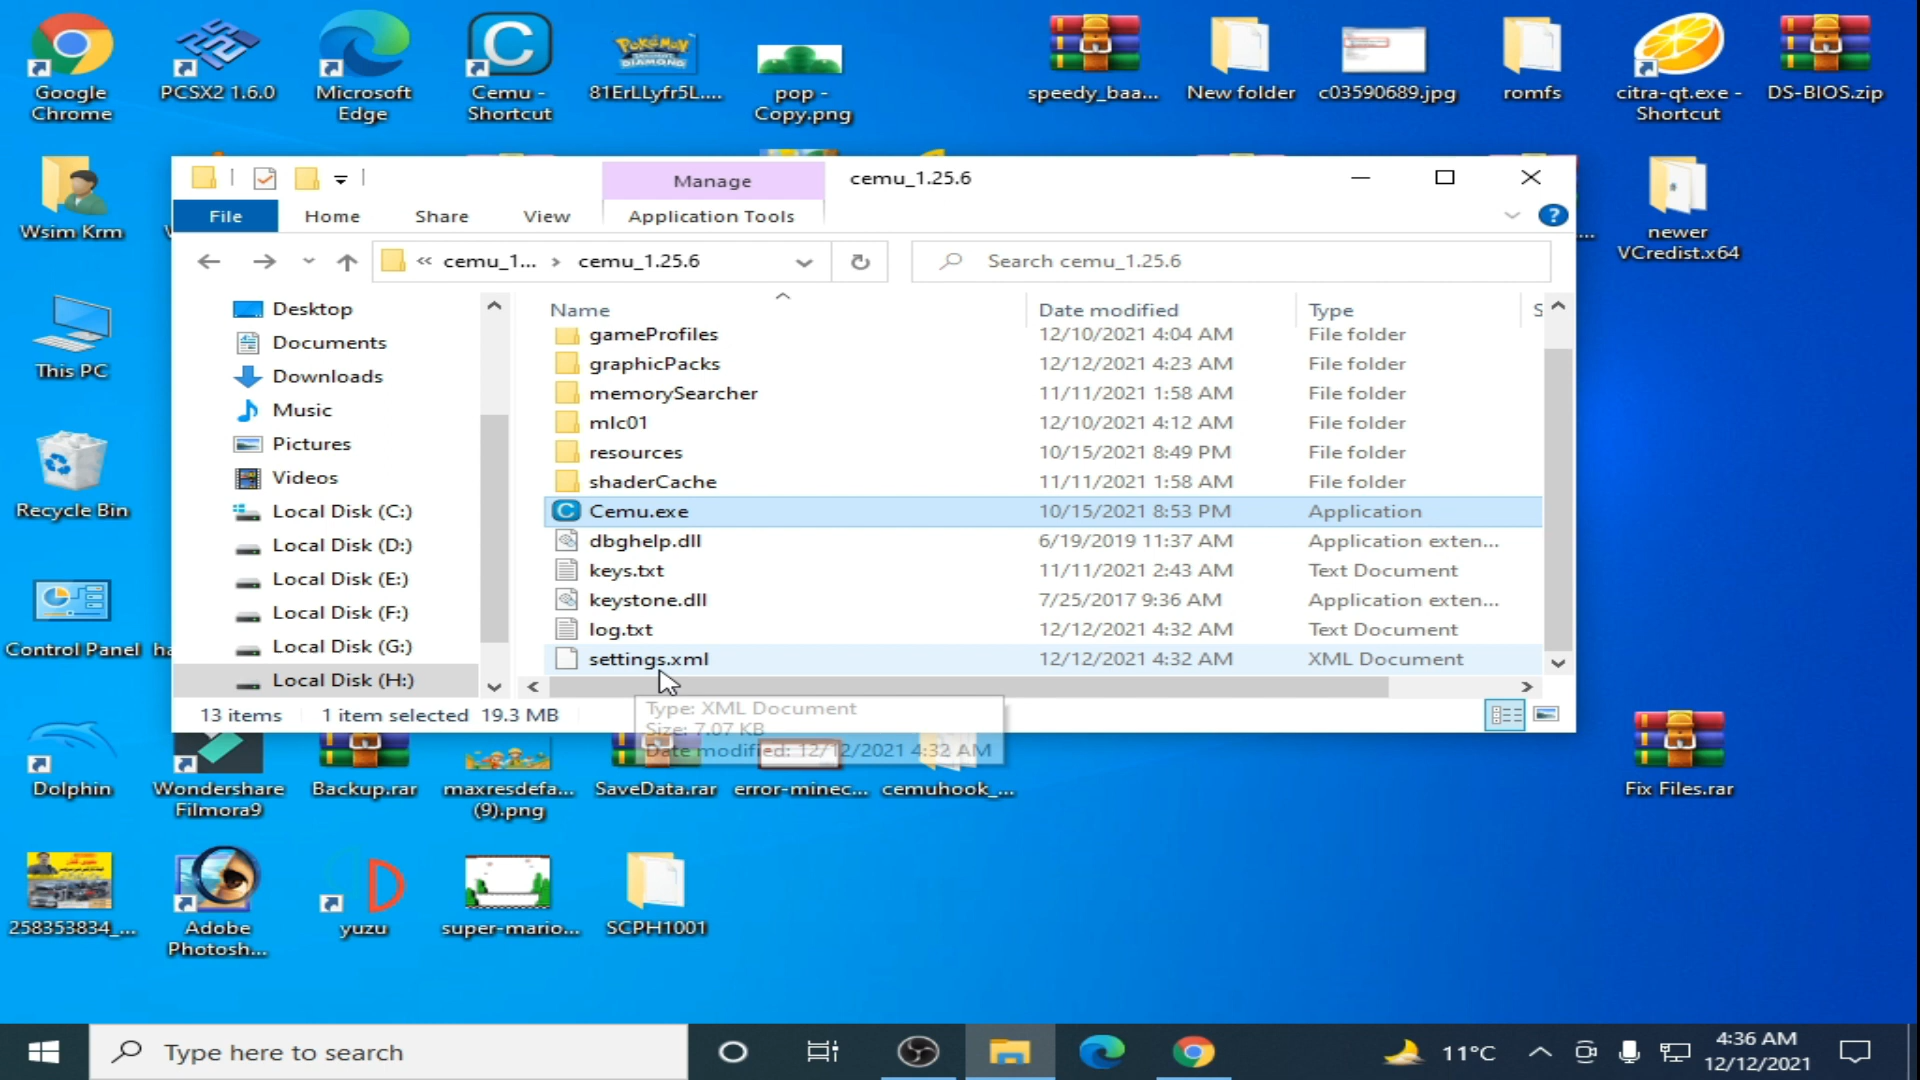 Google
Chrome
PCSX2 1.6.0
Microsoft
Edge
Cemu -
Shortcut
81ErLLyfr5L....
pop -
Copy.png
speedy_baa...
New folder
c03590689.jpg
romfs
citra-qt.exe -
Shortcut
DS-BIOS.zip
Wsim Krm
newer
VCredist.x64
This PC
Recycle Bin
Control Panel
Manage
cemu_1.25.6
File
Home
Share
View
Application Tools
« cemu_1... › cemu_1.25.6
Search cemu_1.25.6
Desktop
Documents
Downloads
Music
Pictures
Videos
Local Disk (C:)
Local Disk (D:)
Local Disk (E:)
Local Disk (F:)
Local Disk (G:)
Local Disk (H:)
Name Date modified Type S
gameProfiles 12/10/2021 4:04 AM File folder
graphicPacks 12/12/2021 4:23 AM File folder
memorySearcher 11/11/2021 1:58 AM File folder
mlc01 12/10/2021 4:12 AM File folder
resources 10/15/2021 8:49 PM File folder
shaderCache 11/11/2021 1:58 AM File folder
Cemu.exe 10/15/2021 8:53 PM Application
dbghelp.dll 6/19/2019 11:37 AM Application exten...
keys.txt 11/11/2021 2:43 AM Text Document
keystone.dll 7/25/2017 9:36 AM Application exten...
log.txt 12/12/2021 4:32 AM Text Document
settings.xml 12/12/2021 4:32 AM XML Document
13 items 1 item selected 19.3 MB
Type: XML Document
Size: 7.07 KB
Date modified: 12/12/2021 4:32 AM
Dolphin
Wondershare
Filmora9
Backup.rar
maxresdefa...
(9).png
SaveData.rar
error-minec...
cemuhook_...
Fix Files.rar
258353834_...
Adobe
Photosh...
yuzu
super-mario...
SCPH1001
Type here to search
11°C
4:36 AM
12/12/2021